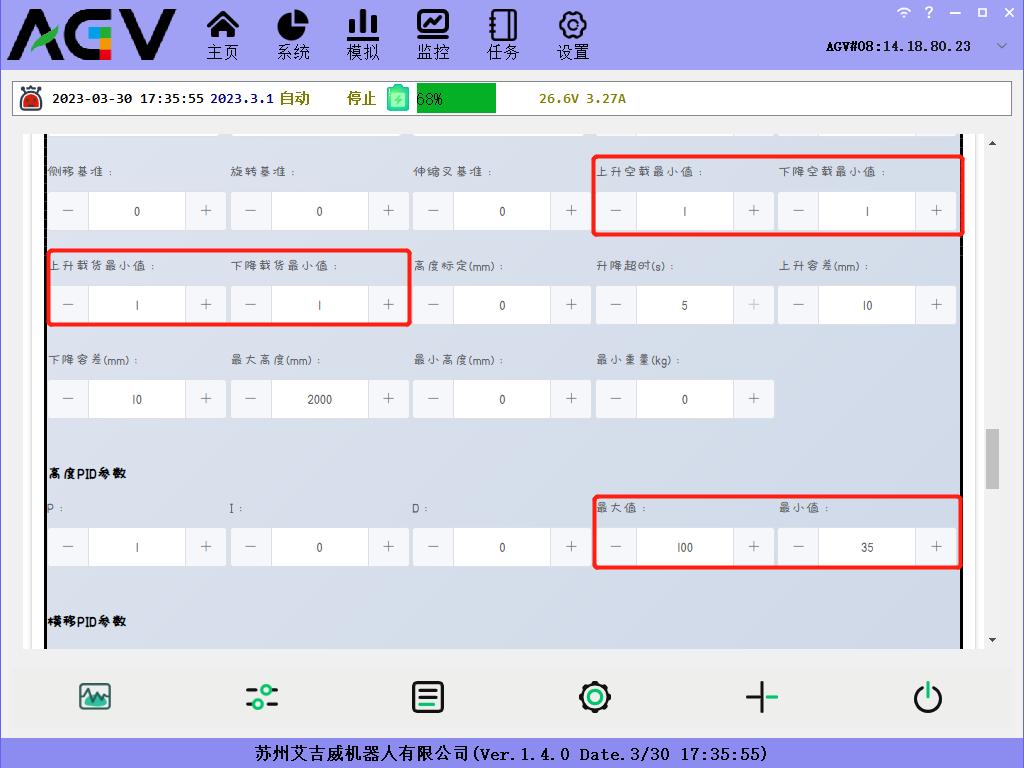 AGV
主页 系统 模拟 监控 任务 设置
AGV#08:14.18.80.23
2023-03-30 17:35:55 2023.3.1 自动 停止 68% 26.6V 3.27A
侧移基准： 旋转基准： 伸缩叉基准： 上升空载最小值： 下降空载最小值：
－ 0 ＋ － 0 ＋ － 0 ＋ － 1 ＋ － 1 ＋
上升载货最小值： 下降载货最小值： 高度标定(mm)： 升降超时(s)： 上升容差(mm)：
－ 1 ＋ － 1 ＋ － 0 ＋ － 5 ＋ － 10 ＋
下降容差(mm)： 最大高度(mm)： 最小高度(mm)： 最小重量(kg)：
－ 10 ＋ － 2000 ＋ － 0 ＋ － 0 ＋
高度PID参数
P： I： D： 最大值： 最小值：
－ 1 ＋ － 0 ＋ － 0 ＋ － 100 ＋ － 35 ＋
横移PID参数
苏州艾吉威机器人有限公司(Ver.1.4.0 Date.3/30 17:35:55)